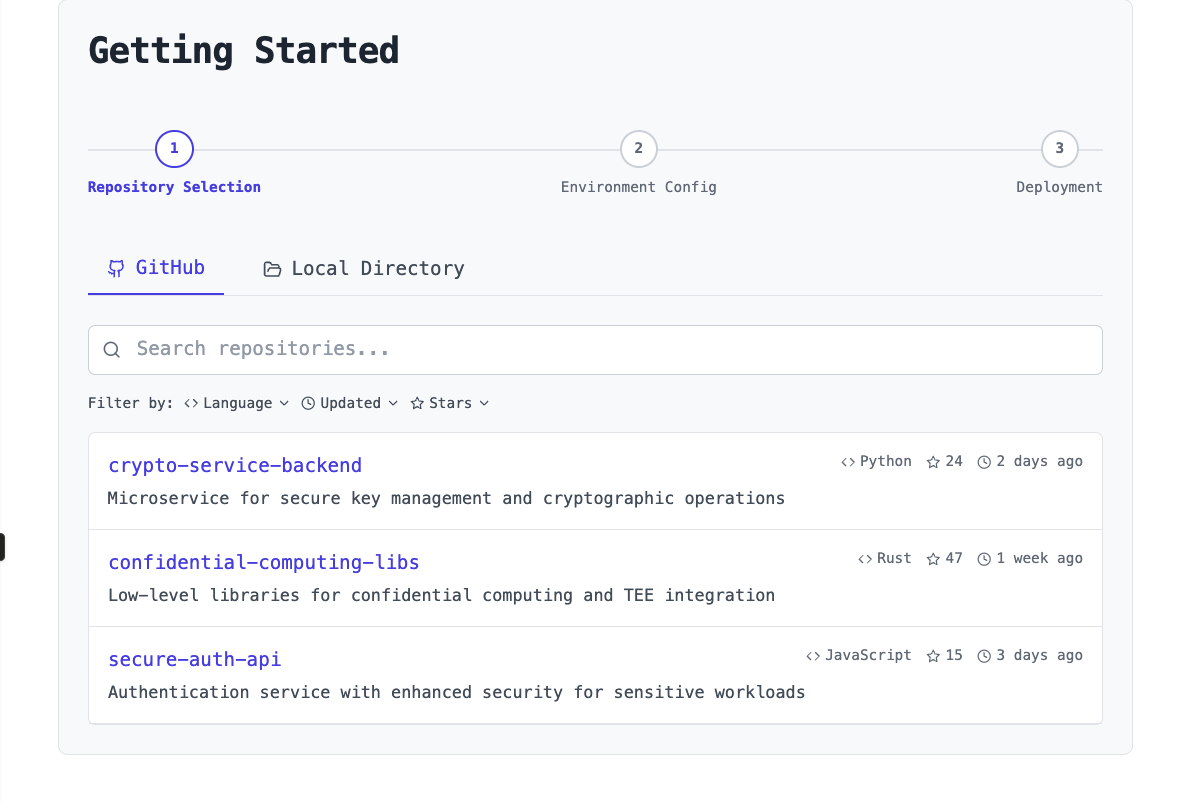 Getting Started
1
2
3
Repository Selection
Environment Config
Deployment
GitHub
Local Directory
Search repositories...
Filter by: Language Updated Stars
crypto-service-backend
Python 24 2 days ago
Microservice for secure key management and cryptographic operations
confidential-computing-libs
Rust 47 1 week ago
Low-level libraries for confidential computing and TEE integration
secure-auth-api
JavaScript 15 3 days ago
Authentication service with enhanced security for sensitive workloads